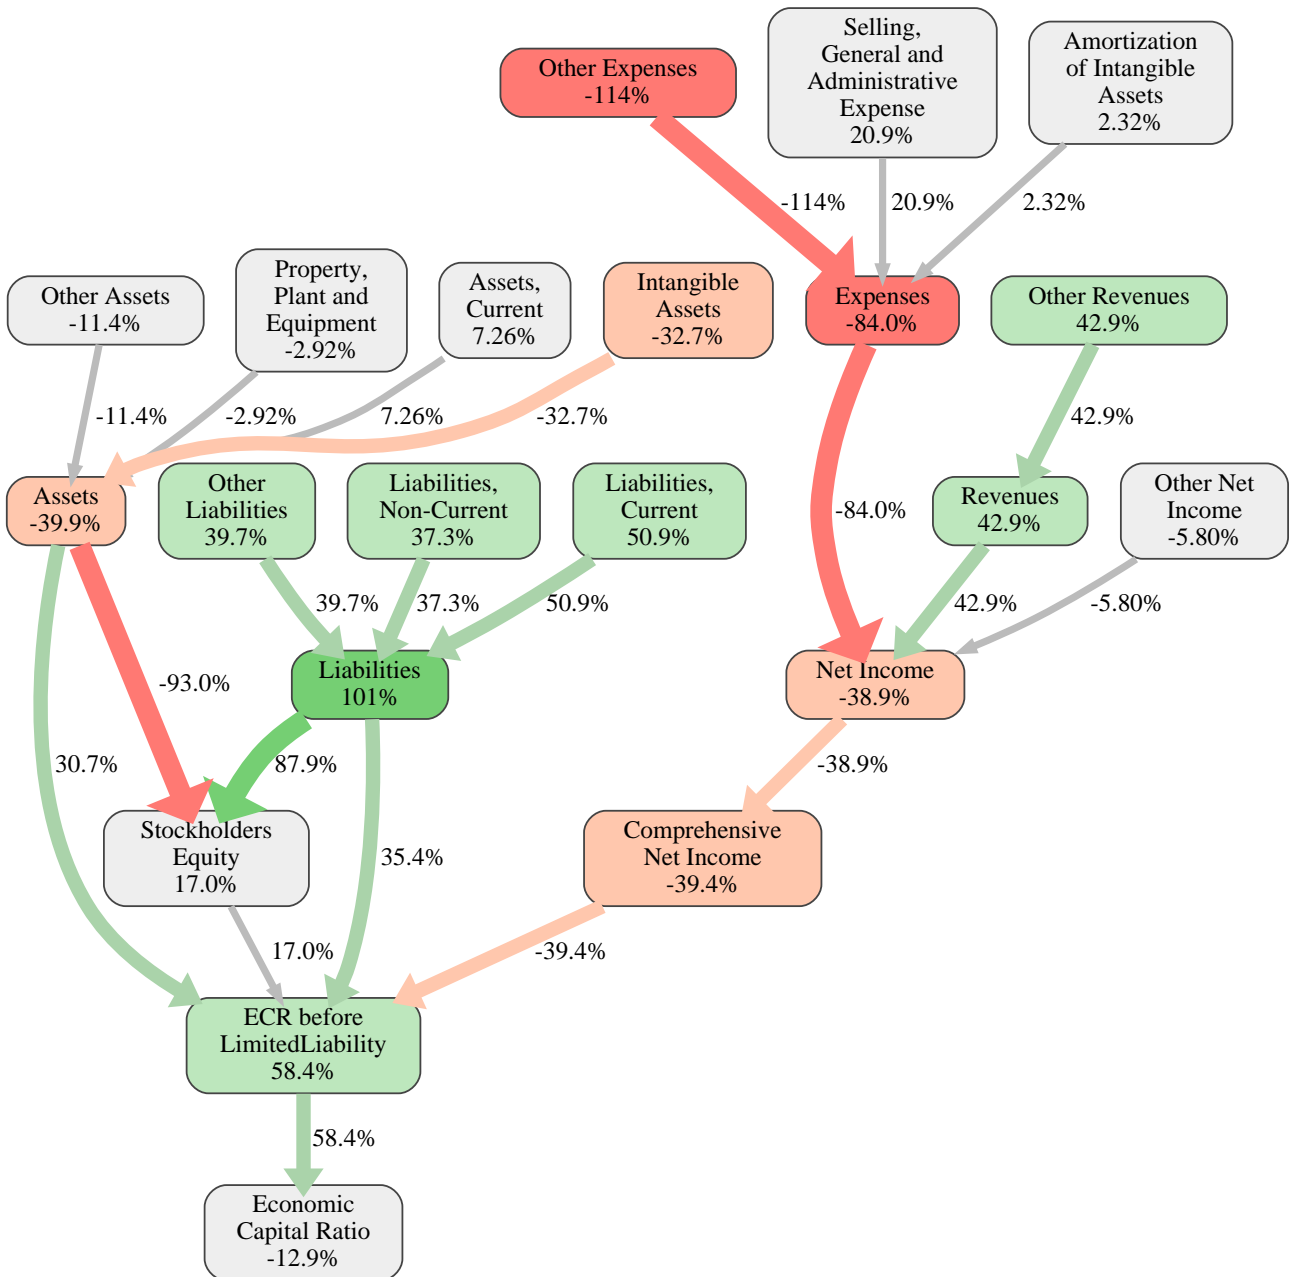 Other Expenses
-114%
Selling,
General and
Administrative
Expense
20.9%
Amortization
of Intangible
Assets
2.32%
-114%
20.9%
2.32%
Other Assets
-11.4%
Property,
Plant and
Equipment
-2.92%
Assets,
Current
7.26%
Intangible
Assets
-32.7%
Expenses
-84.0%
Other Revenues
42.9%
-11.4%
-2.92%
7.26%
-32.7%
42.9%
Assets
-39.9%
Other
Liabilities
39.7%
Liabilities,
Non-Current
37.3%
Liabilities,
Current
50.9%
-84.0%
Revenues
42.9%
Other Net
Income
-5.80%
39.7%
37.3%
50.9%
42.9%
-5.80%
-93.0%
Liabilities
101%
Net Income
-38.9%
30.7%
87.9%
-38.9%
Stockholders
Equity
17.0%
35.4%
Comprehensive
Net Income
-39.4%
17.0%
-39.4%
ECR before
LimitedLiability
58.4%
58.4%
Economic
Capital Ratio
-12.9%